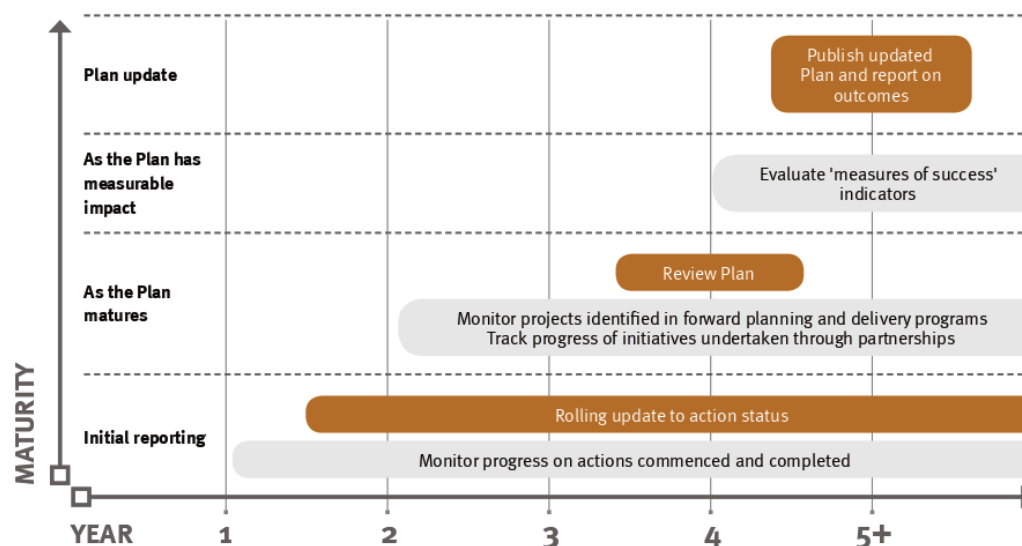 Plan update
Publish updated
Plan and report on
outcomes
As the Plan has
measurable
impact
Evaluate 'measures of success'
indicators
As the Plan
matures
Review Plan
Monitor projects identified in forward planning and delivery programs
Track progress of initiatives undertaken through partnerships
Initial reporting
Rolling update to action status
Monitor progress on actions commenced and completed
MATURITY
YEAR 1 2 3 4 5+